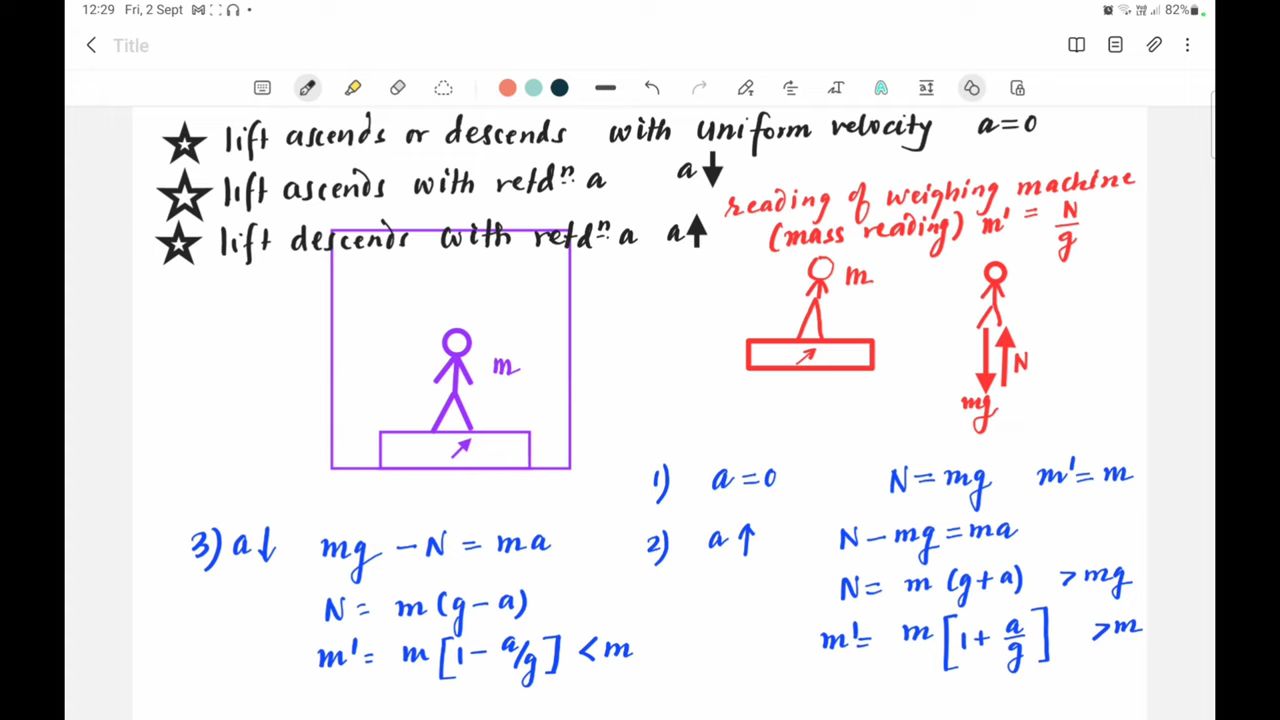 12:29 Fri, 2 Sept
82%
Title
lift ascends or descends with uniform velocity a=0
lift ascends with retdⁿ. a a↓
lift descends with retdⁿ. a a↑
reading of weighing machine
(mass reading) m' = N/g
m
m
N
mg
1) a=0 N=mg m'=m
2) a↑ N-mg=ma
N= m(g+a) >mg
m'= m[1+ a/g] >m
3) a↓ mg -N = ma
N= m(g-a)
m'= m[1- a/g] <m